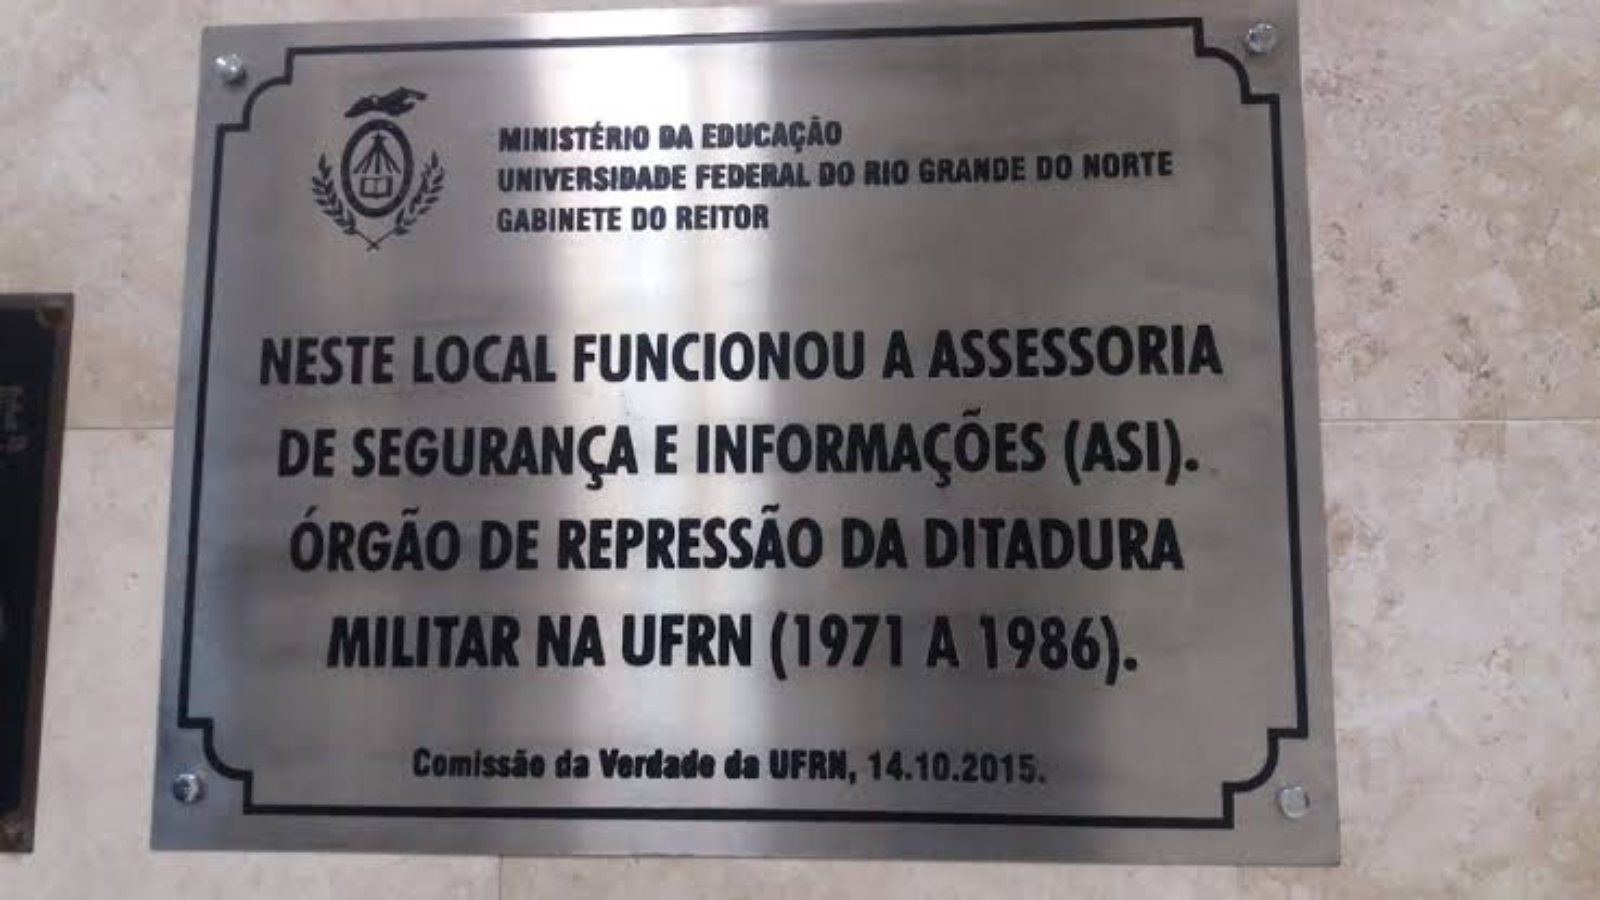 MINISTÉRIO DA EDUCAÇÃO
UNIVERSIDADE FEDERAL DO RIO GRANDE DO NORTE
GABINETE DO REITOR
NESTE LOCAL FUNCIONOU A ASSESSORIA
DE SEGURANÇA E INFORMAÇÕES (ASI).
ÓRGÃO DE REPRESSÃO DA DITADURA
MILITAR NA UFRN (1971 A 1986).
Comissão da Verdade da UFRN, 14.10.2015.